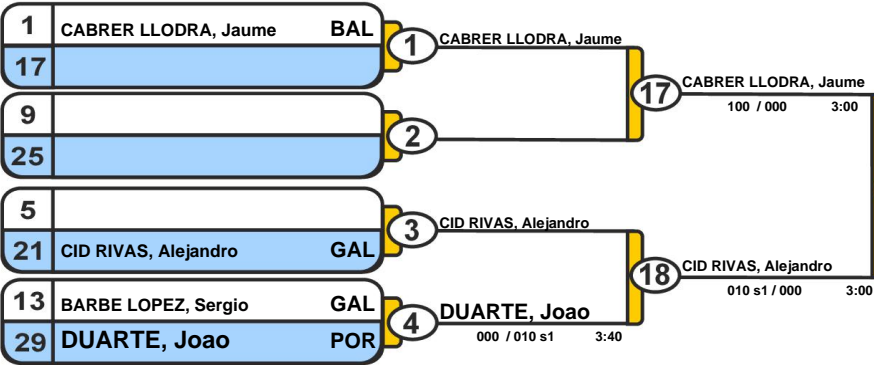 1 CABRER LLODRA, Jaume BAL
17
1 CABRER LLODRA, Jaume
9
25
2
17 CABRER LLODRA, Jaume
100 / 000 3:00
5
21 CID RIVAS, Alejandro GAL
3 CID RIVAS, Alejandro
13 BARBE LOPEZ, Sergio GAL
29 DUARTE, Joao POR
4 DUARTE, Joao
000 / 010 s1 3:40
18 CID RIVAS, Alejandro
010 s1 / 000 3:00